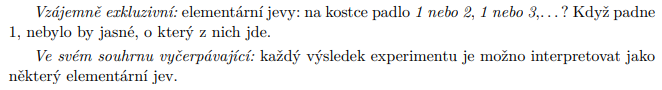 Vzájemně exkluzivní: elementární jevy: na kostce padlo 1 nebo 2, 1 nebo 3,...? Když padne
1, nebylo by jasné, o který z nich jde.
Ve svém souhrnu vyčerpávající: každý výsledek experimentu je možno interpretovat jako
některý elementární jev.